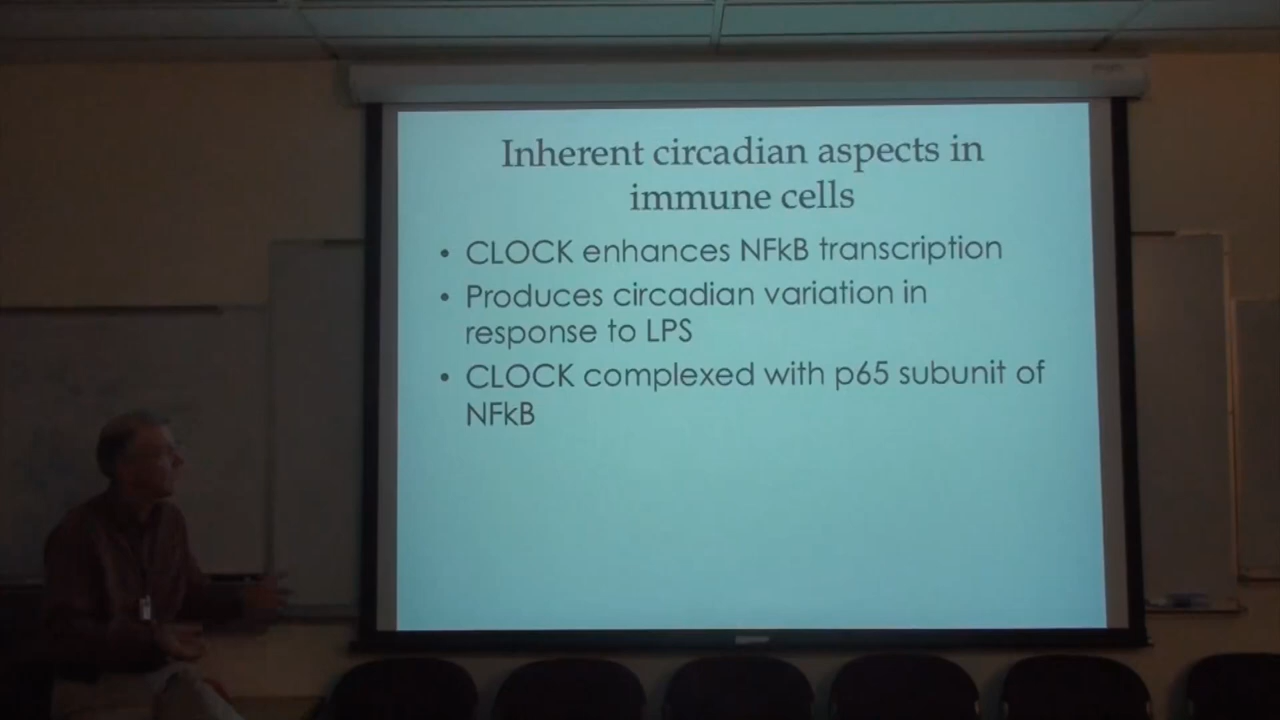 Inherent circadian aspects in
immune cells
• CLOCK enhances NFkB transcription
• Produces circadian variation in
response to LPS
• CLOCK complexed with p65 subunit of
NFkB